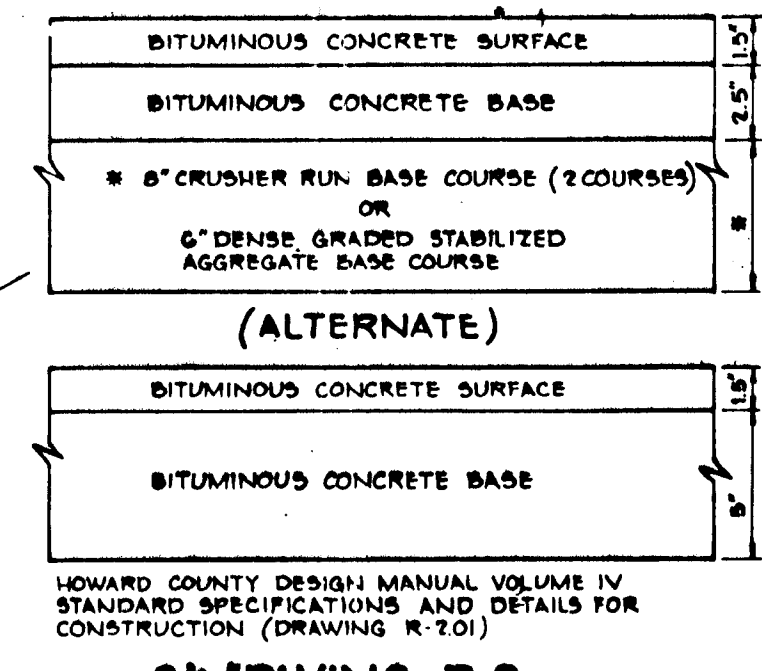 BITUMINOUS CONCRETE SURFACE
1.5"
BITUMINOUS CONCRETE BASE
2.5"
* 8" CRUSHER RUN BASE COURSE (2 COURSES)
OR
*
6" DENSE GRADED STABILIZED
AGGREGATE BASE COURSE
(ALTERNATE)
BITUMINOUS CONCRETE SURFACE
1.5"
BITUMINOUS CONCRETE BASE
HOWARD COUNTY DESIGN MANUAL VOLUME IV
STANDARD SPECIFICATIONS AND DETAILS FOR
CONSTRUCTION (DRAWING R-2.01)